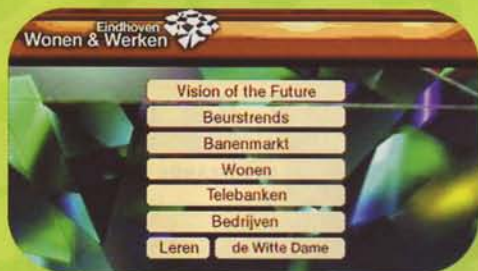 Eindhoven
Wonen & Werken
Vision of the Future
Beurstrends
Banenmarkt
Wonen
Telebanken
Bedrijven
Leren de Witte Dame